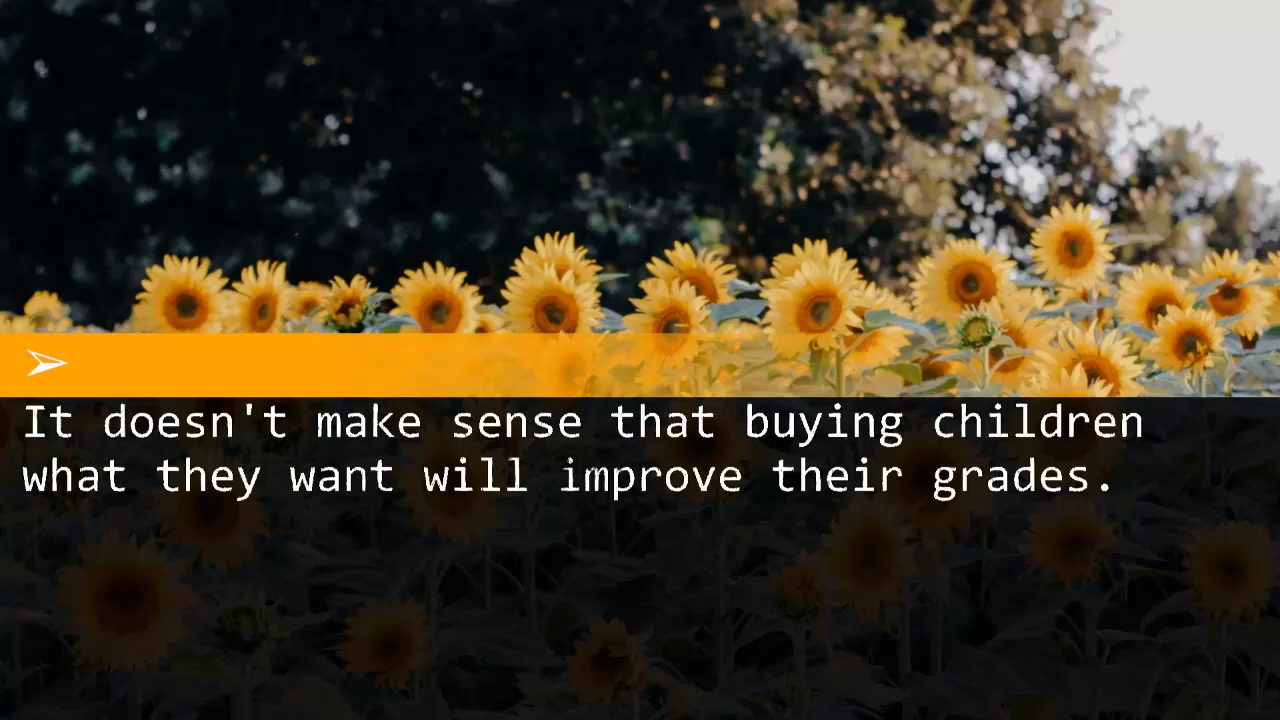 It doesn't make sense that buying children
what they want will improve their grades.